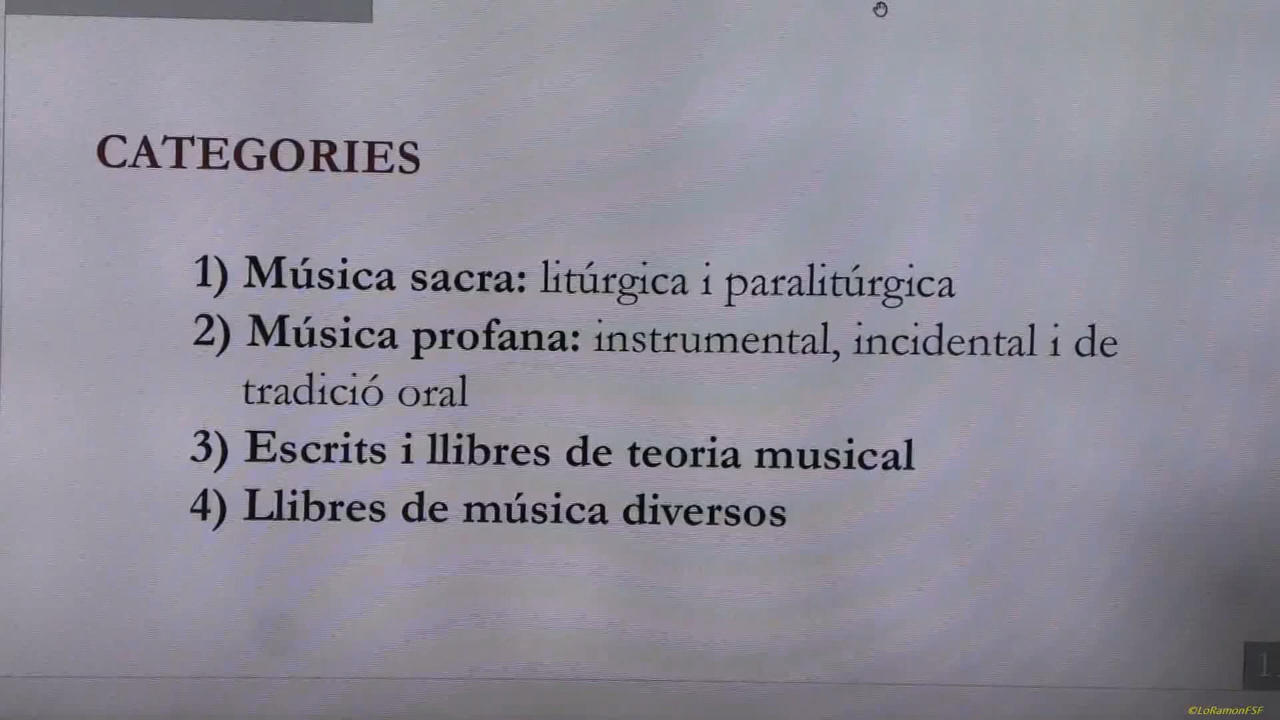 CATEGORIES
1) Música sacra: litúrgica i paralitúrgica
2) Música profana: instrumental, incidental i de
tradició oral
3) Escrits i llibres de teoria musical
4) Llibres de música diversos
©LoRamonFSF